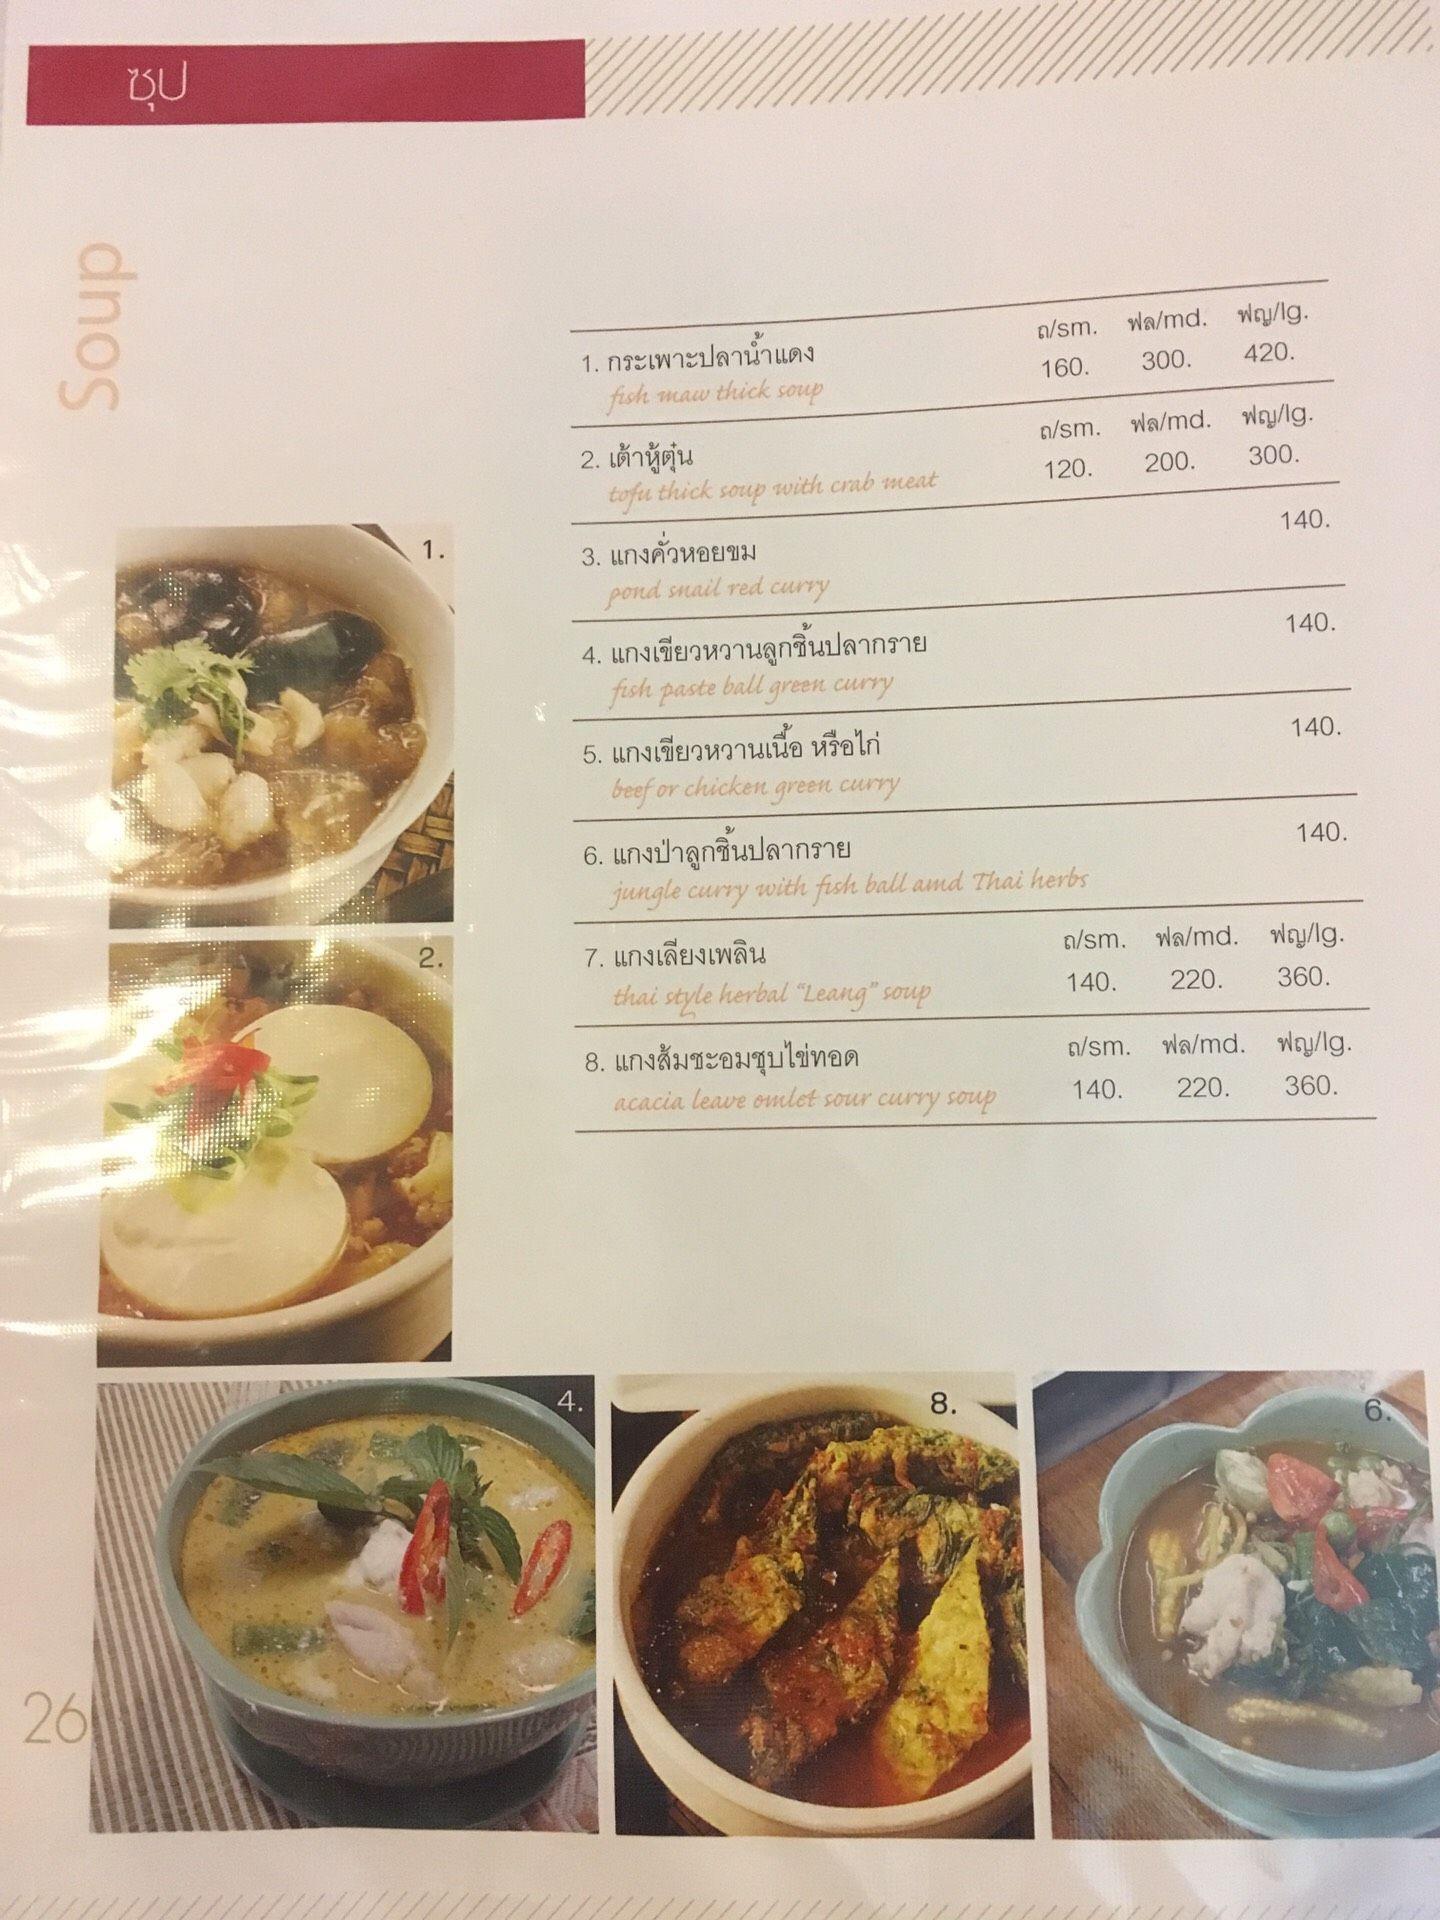 ซุป
Soup
ถ/sm. ฟล/md. ฟญ/lg.
1. กระเพาะปลาน้ำแดง 160. 300. 420.
fish maw thick soup
ถ/sm. ฟล/md. ฟญ/lg.
2. เต้าหู้ตุ๋น 120. 200. 300.
tofu thick soup with crab meat
3. แกงคั่วหอยขม 140.
pond snail red curry
4. แกงเขียวหวานลูกชิ้นปลากราย 140.
fish paste ball green curry
5. แกงเขียวหวานเนื้อ หรือไก่ 140.
beef or chicken green curry
6. แกงป่าลูกชิ้นปลากราย 140.
jungle curry with fish ball amd Thai herbs
ถ/sm. ฟล/md. ฟญ/lg.
7. แกงเลียงเพลิน 140. 220. 360.
thai style herbal "Leang" soup
ถ/sm. ฟล/md. ฟญ/lg.
8. แกงส้มชะอมชุบไข่ทอด 140. 220. 360.
acacia leave omlet sour curry soup
1.
2.
4.
8.
6.
26